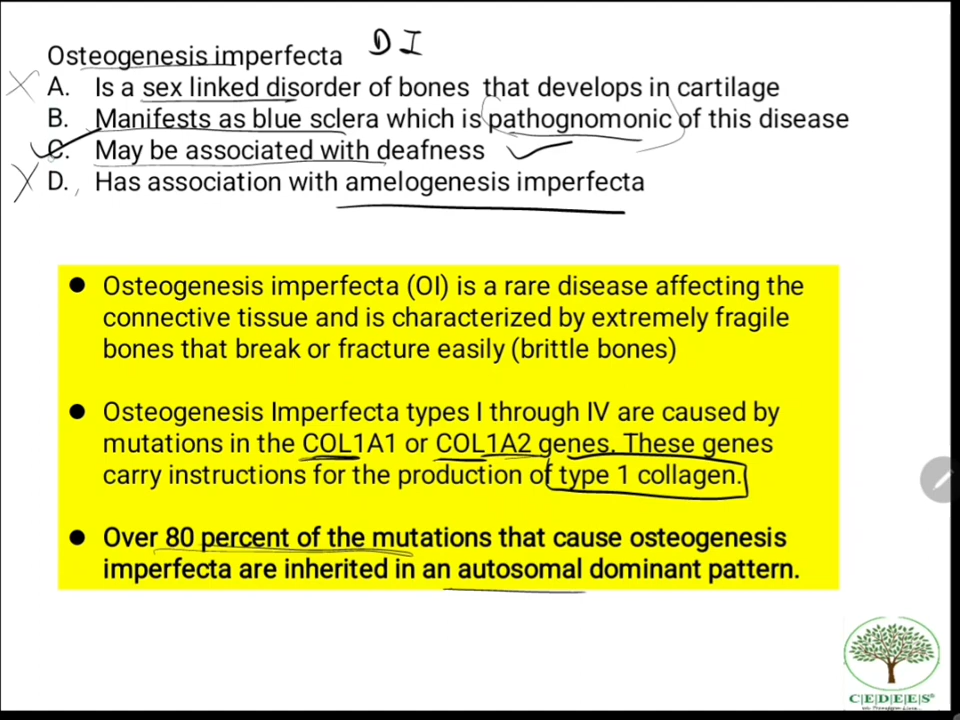 Osteogenesis imperfecta DI
A. Is a sex linked disorder of bones that develops in cartilage
B. Manifests as blue sclera which is pathognomonic of this disease
C. May be associated with deafness
D. Has association with amelogenesis imperfecta
● Osteogenesis imperfecta (OI) is a rare disease affecting the
connective tissue and is characterized by extremely fragile
bones that break or fracture easily (brittle bones)
● Osteogenesis Imperfecta types I through IV are caused by
mutations in the COL1A1 or COL1A2 genes. These genes
carry instructions for the production of type 1 collagen.
● Over 80 percent of the mutations that cause osteogenesis
imperfecta are inherited in an autosomal dominant pattern.
C|E|D|E|E|S